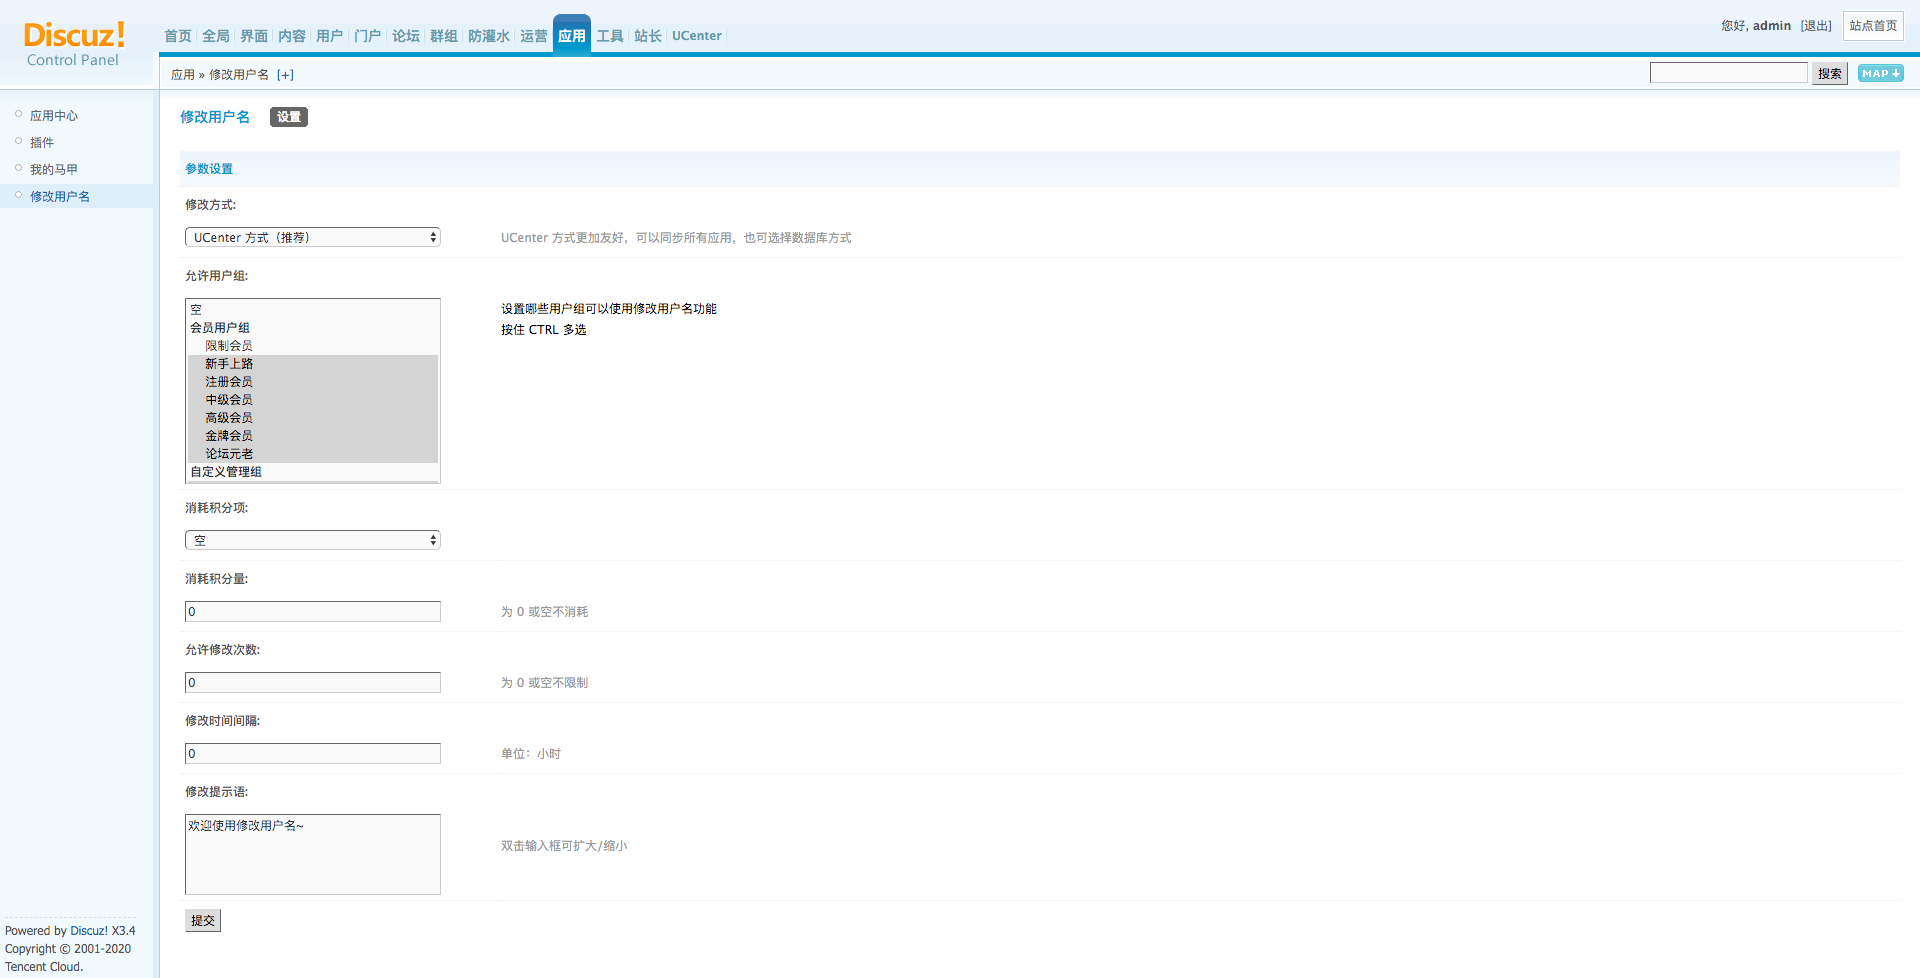 Discuz!
Control Panel
首页 全局 界面 内容 用户 门户 论坛 群组 防灌水 运营 应用 工具 站长 UCenter
您好, admin [退出] 站点首页
应用 » 修改用户名 [+]
搜索 MAP
应用中心
插件
我的马甲
修改用户名
修改用户名 设置
参数设置
修改方式:
UCenter 方式（推荐）
UCenter 方式更加友好，可以同步所有应用，也可选择数据库方式
允许用户组:
空
会员用户组
限制会员
新手上路
注册会员
中级会员
高级会员
金牌会员
论坛元老
自定义管理组
设置哪些用户组可以使用修改用户名功能
按住 CTRL 多选
消耗积分项:
空
消耗积分量:
0
为 0 或空不消耗
允许修改次数:
0
为 0 或空不限制
修改时间间隔:
0
单位：小时
修改提示语:
欢迎使用修改用户名~
双击输入框可扩大/缩小
提交
Powered by Discuz! X3.4
Copyright © 2001-2020
Tencent Cloud.